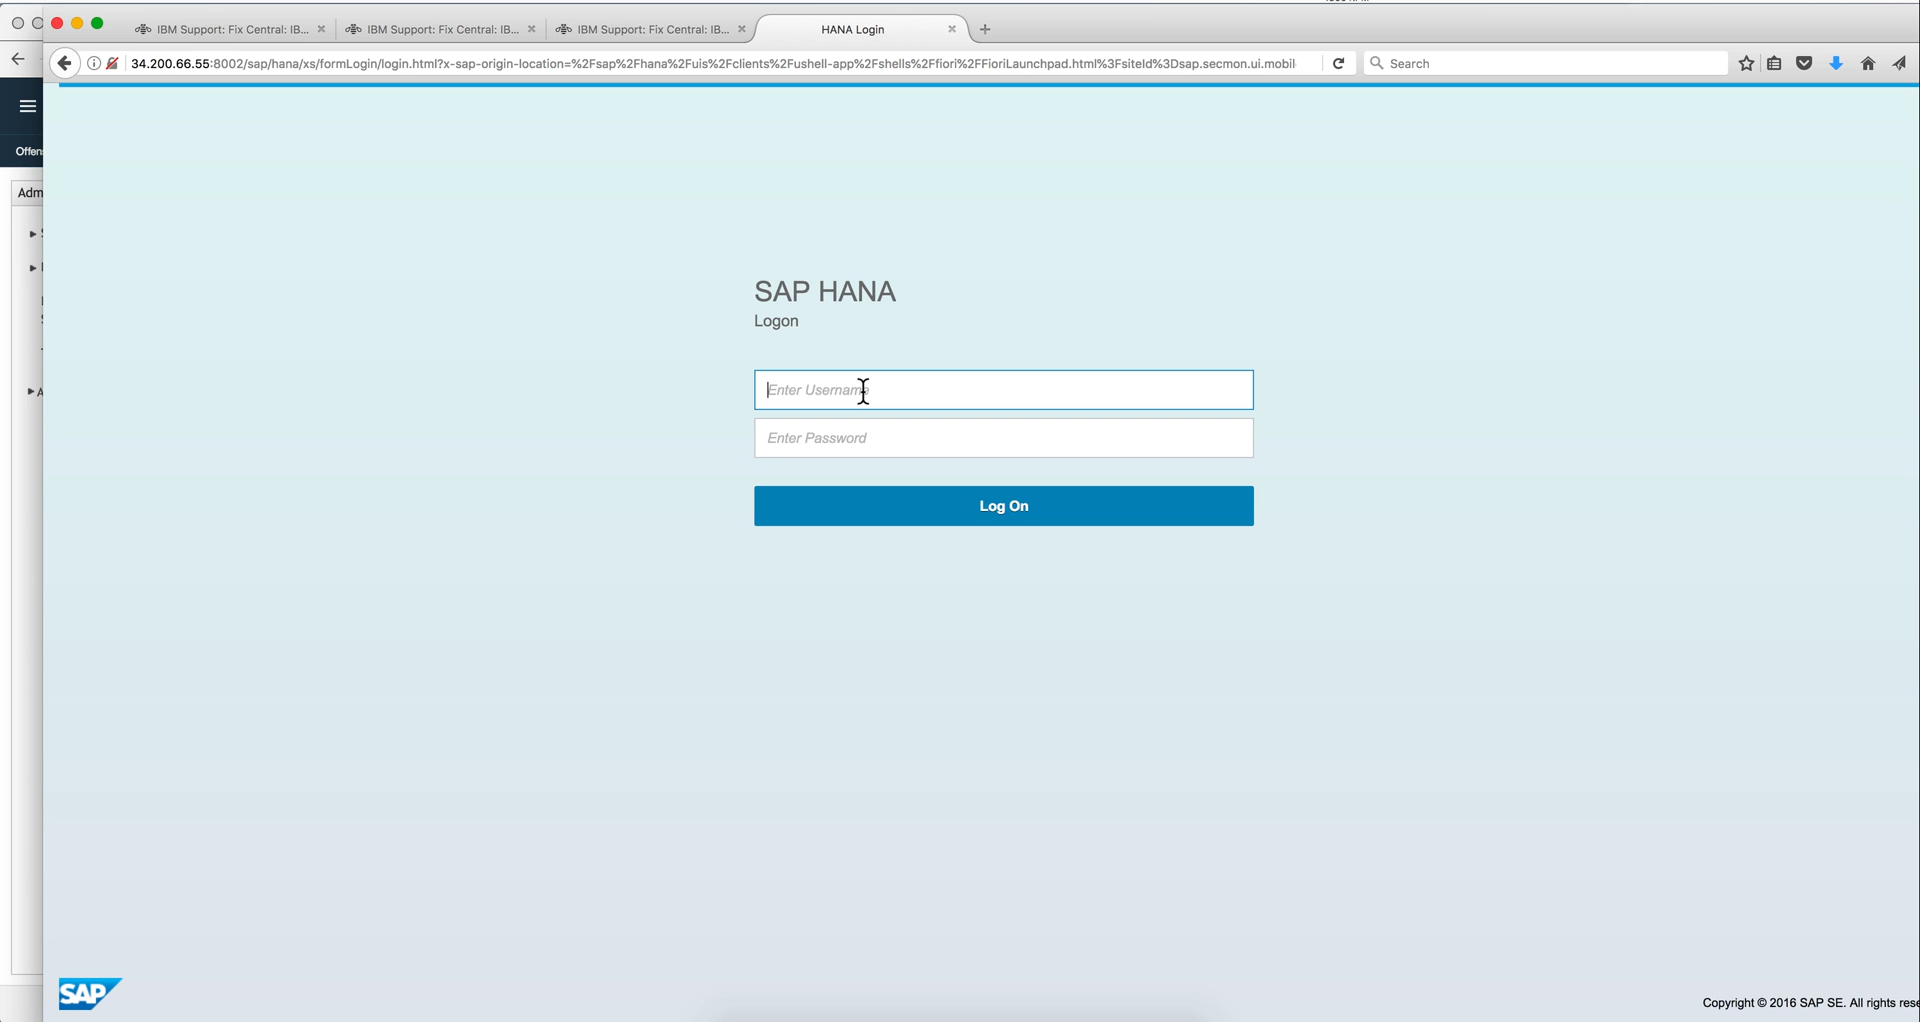 IBM Support: Fix Central: IB...
IBM Support: Fix Central: IB...
IBM Support: Fix Central: IB...
HANA Login
34.200.66.55:8002/sap/hana/xs/formLogin/login.html?x-sap-origin-location=%2Fsap%2Fhana%2Fuis%2Fclients%2Fushell-app%2Fshells%2Ffiori%2FFioriLaunchpad.html%3FsiteId%3Dsap.secmon.ui.mobil
Search
Offen
Adm
SAP HANA
Logon
Enter Username
Enter Password
Log On
SAP
Copyright © 2016 SAP SE. All rights rese